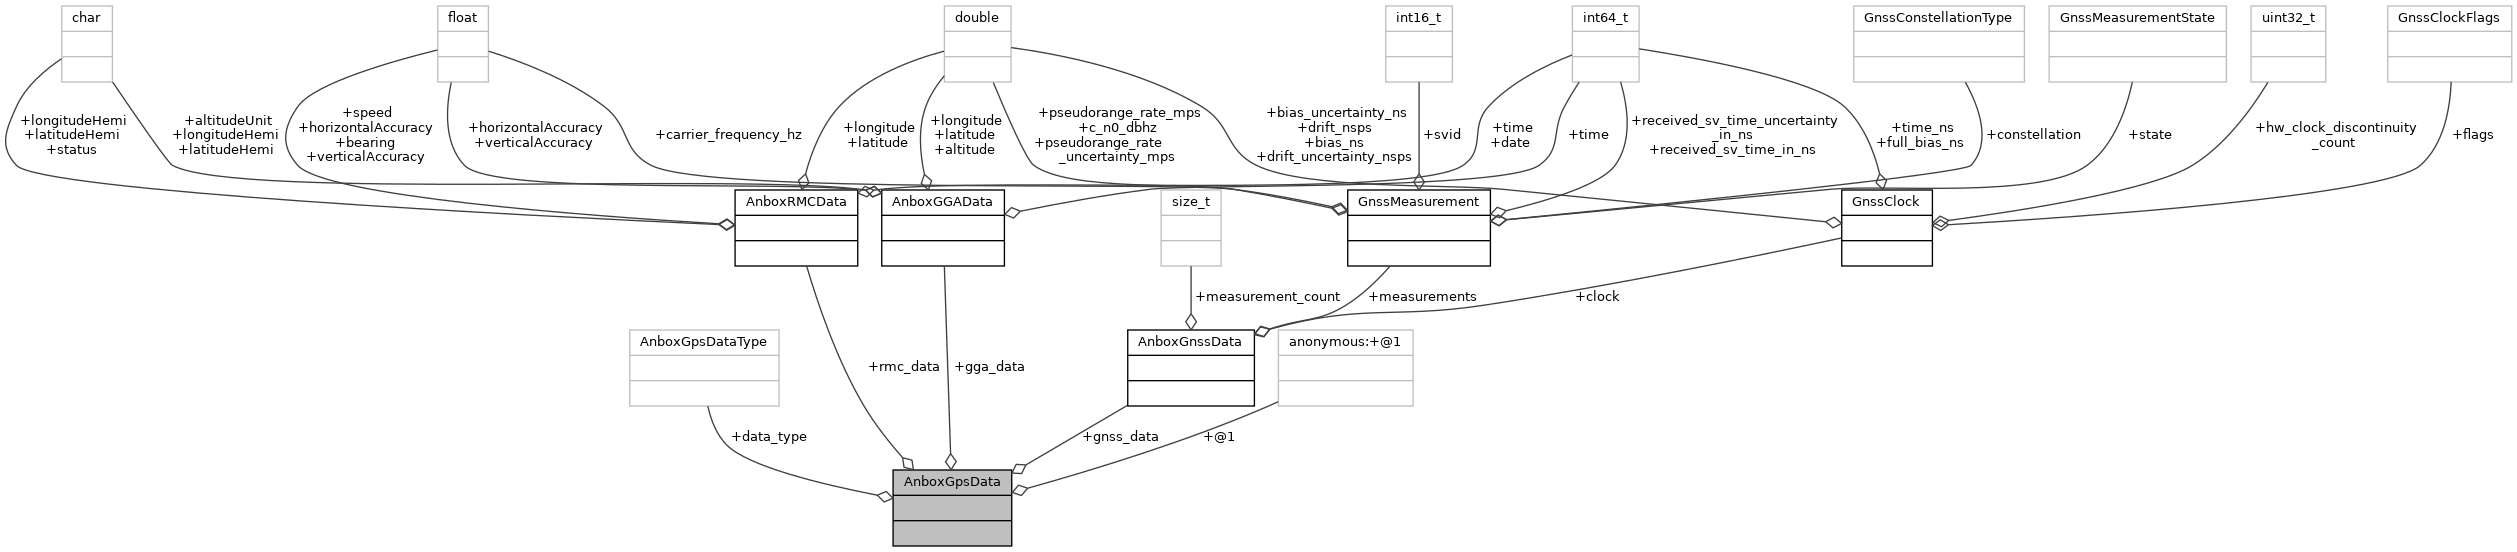 char
float
double
int16_t
int64_t
GnssConstellationType
GnssMeasurementState
uint32_t
GnssClockFlags
+longitudeHemi
+latitudeHemi
+status
+altitudeUnit
+longitudeHemi
+latitudeHemi
+speed
+horizontalAccuracy
+bearing
+verticalAccuracy
+horizontalAccuracy
+verticalAccuracy
+carrier_frequency_hz
+longitude
+latitude
+longitude
+latitude
+altitude
+pseudorange_rate_mps
+c_n0_dbhz
+pseudorange_rate
_uncertainty_mps
+bias_uncertainty_ns
+drift_nsps
+bias_ns
+drift_uncertainty_nsps
+svid
+time
+date
+time
+received_sv_time_uncertainty
_in_ns
+received_sv_time_in_ns
+time_ns
+full_bias_ns
+constellation
+state
+hw_clock_discontinuity
_count
+flags
AnboxRMCData
AnboxGGAData
size_t
GnssMeasurement
GnssClock
+measurement_count
+measurements
+clock
AnboxGpsDataType
AnboxGnssData
anonymous:+@1
+rmc_data
+gga_data
+data_type
+gnss_data
+@1
AnboxGpsData